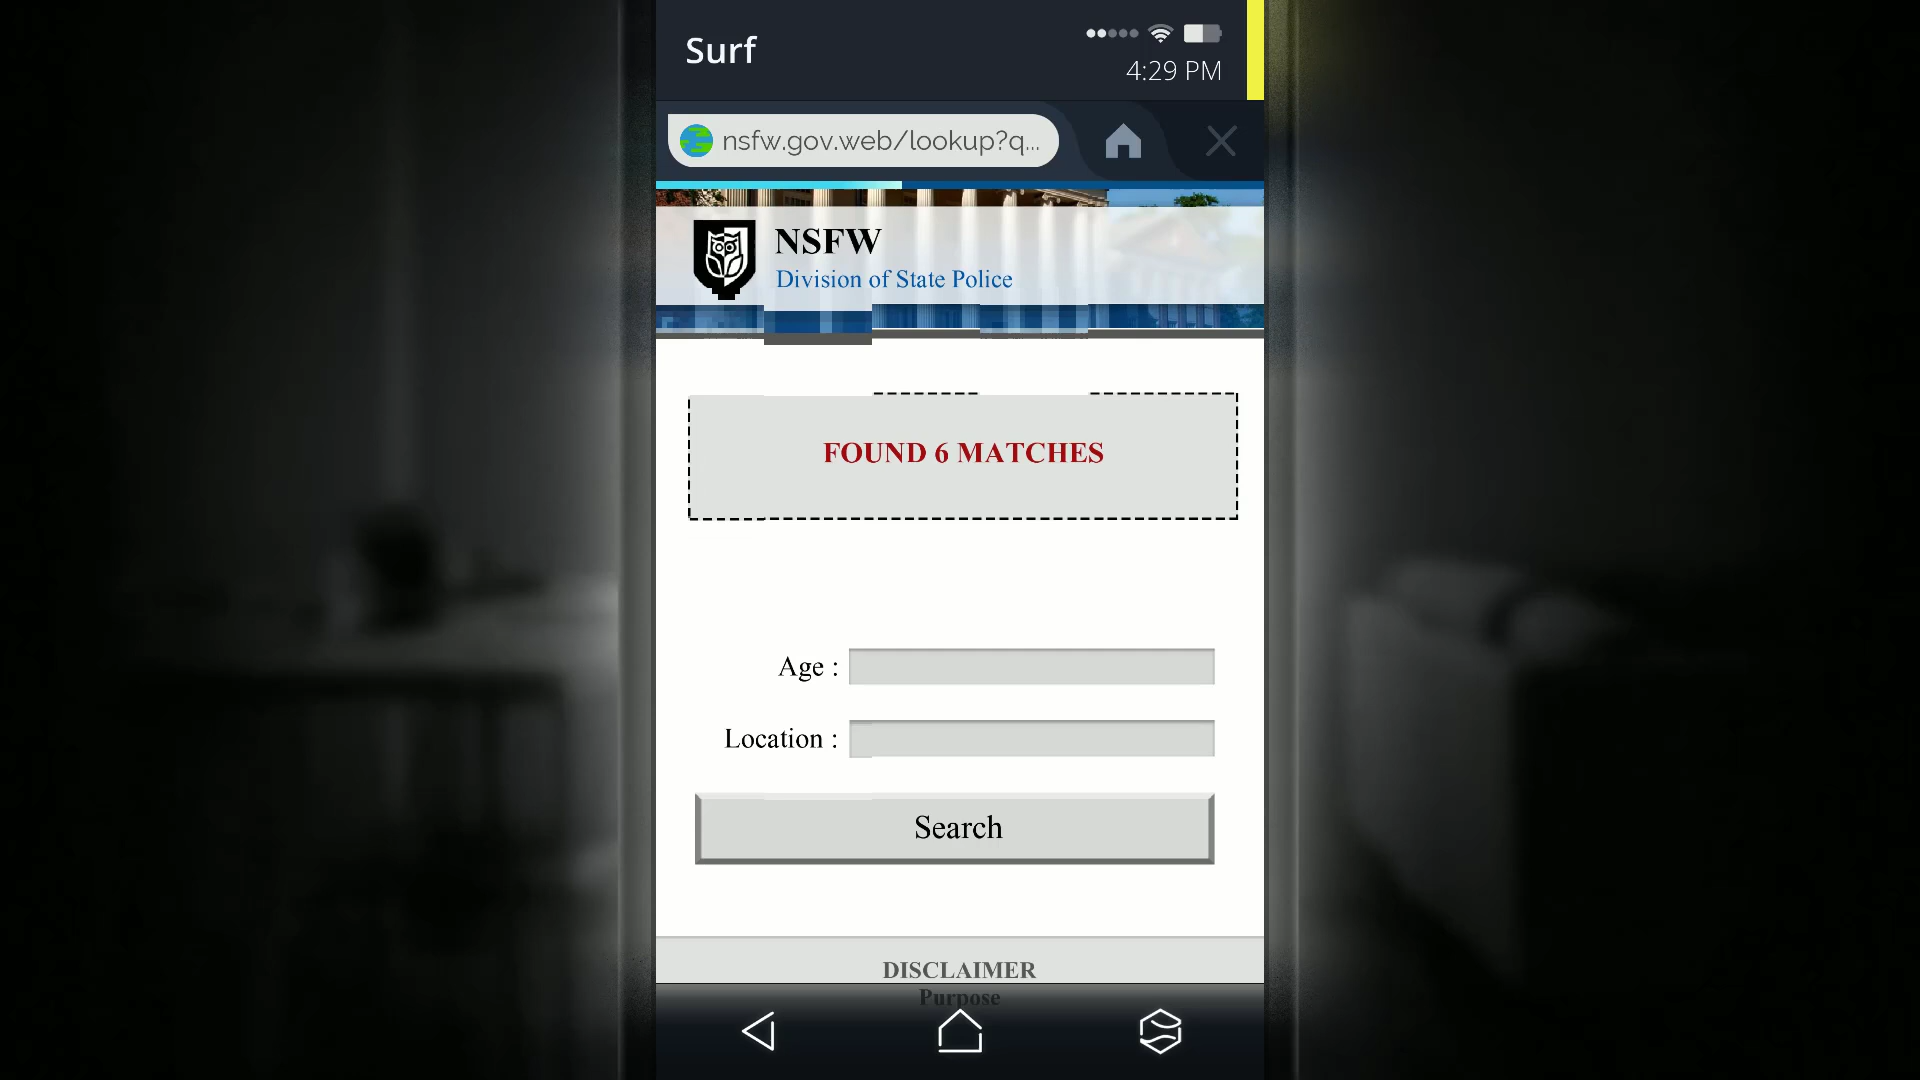 Surf
4:29 PM
nsfw.gov.web/lookup?q...
NSFW
Division of State Police
FOUND 6 MATCHES
Age :
Location :
Search
DISCLAIMER
Purpose